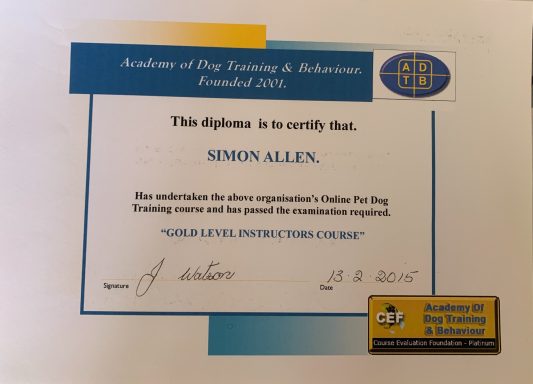 Academy of Dog Training & Behaviour.
Founded 2001.
A D
T B
This diploma is to certify that.
SIMON ALLEN.
Has undertaken the above organisation's Online Pet Dog
Training course and has passed the examination required.
"GOLD LEVEL INSTRUCTORS COURSE"
Signature J Watson
Date 13·2·2015
CEF
Academy Of
Dog Training
& Behaviour
Course Evaluation Foundation - Platinum